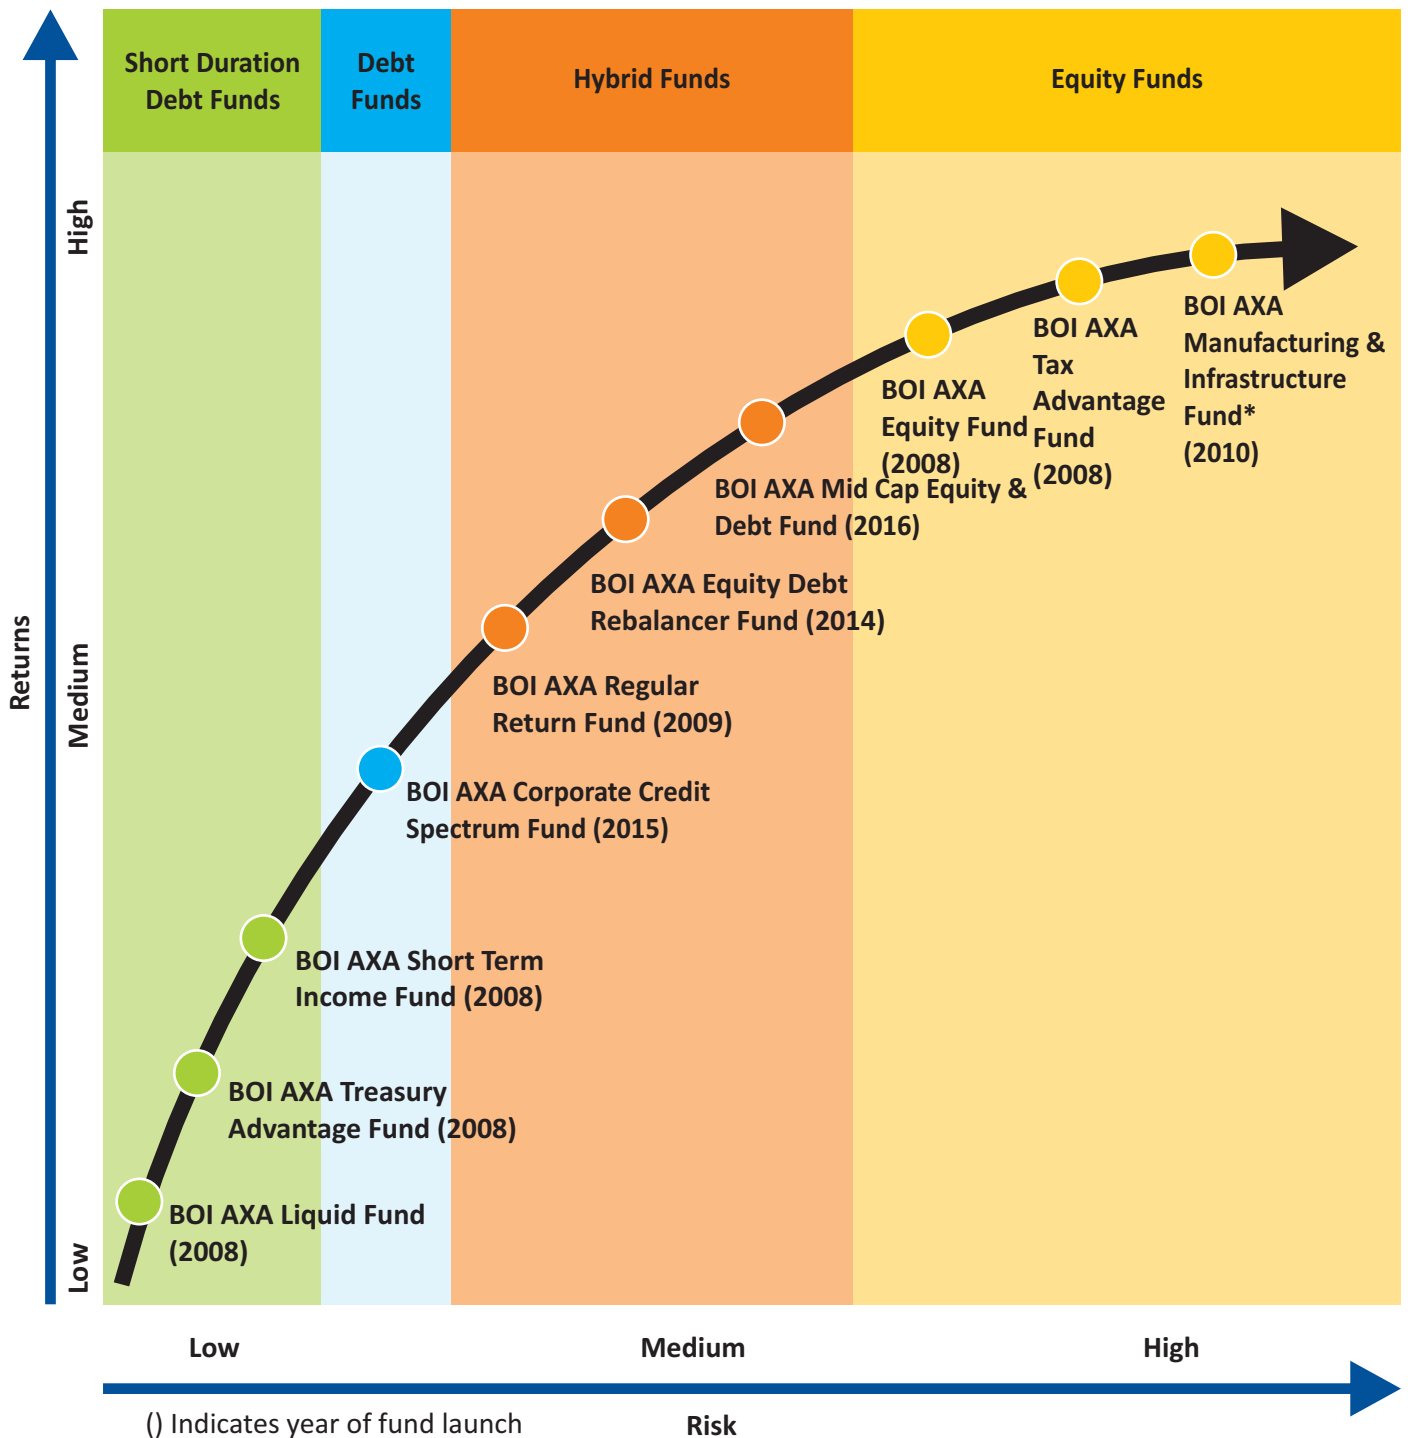 Short Duration
Debt Funds
Debt
Funds
Hybrid Funds
Equity Funds
High
Medium
Low
Returns
BOI AXA
Manufacturing &
Infrastructure
Fund*
(2010)
BOI AXA
Tax
Advantage
Fund
(2008)
BOI AXA
Equity Fund
(2008)
BOI AXA Mid Cap Equity &
Debt Fund (2016)
BOI AXA Equity Debt
Rebalancer Fund (2014)
BOI AXA Regular
Return Fund (2009)
BOI AXA Corporate Credit
Spectrum Fund (2015)
BOI AXA Short Term
Income Fund (2008)
BOI AXA Treasury
Advantage Fund (2008)
BOI AXA Liquid Fund
(2008)
Low
Medium
High
() Indicates year of fund launch
Risk